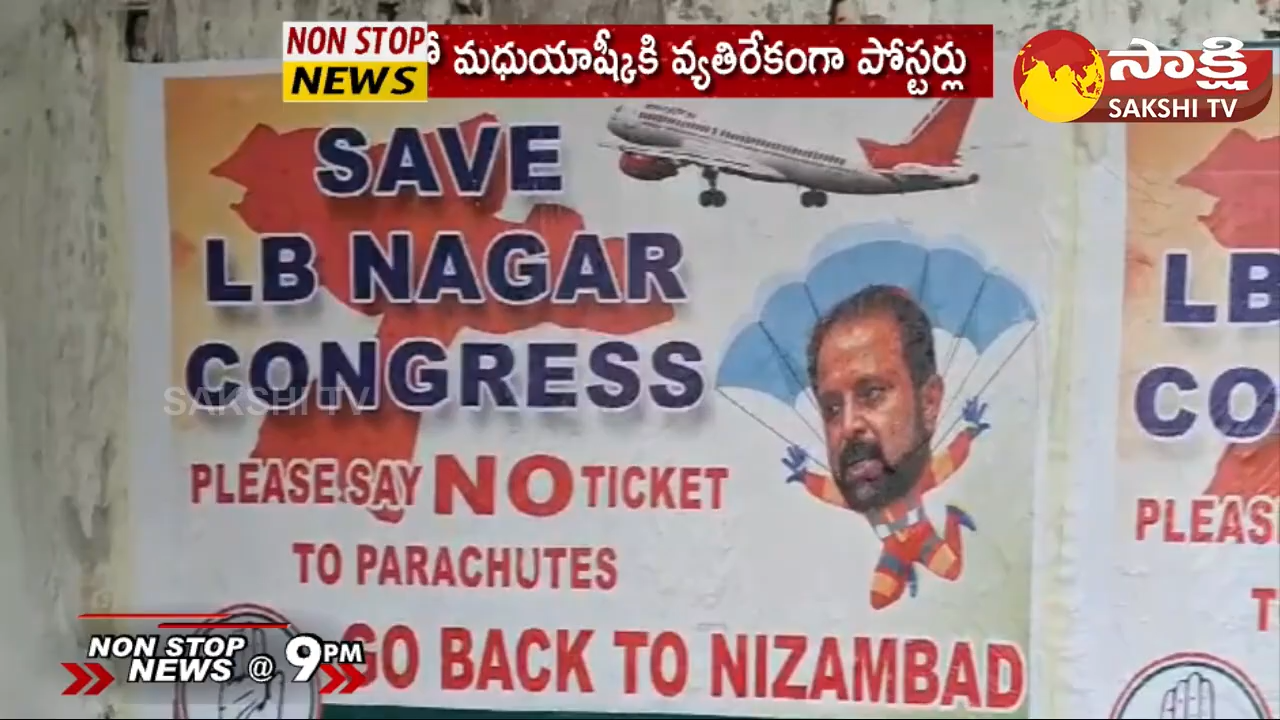 NON STOP
NEWS
మధుయాష్కీకి వ్యతిరేకంగా పోస్టర్లు
సాక్షి
SAKSHI TV
SAVE
LB NAGAR
CONGRESS
SAKSHI TV
PLEASE SAY NO TICKET
TO PARACHUTES
GO BACK TO NIZAMBAD
LB
CO
PLEAS
T
NON STOP
NEWS @ 9PM